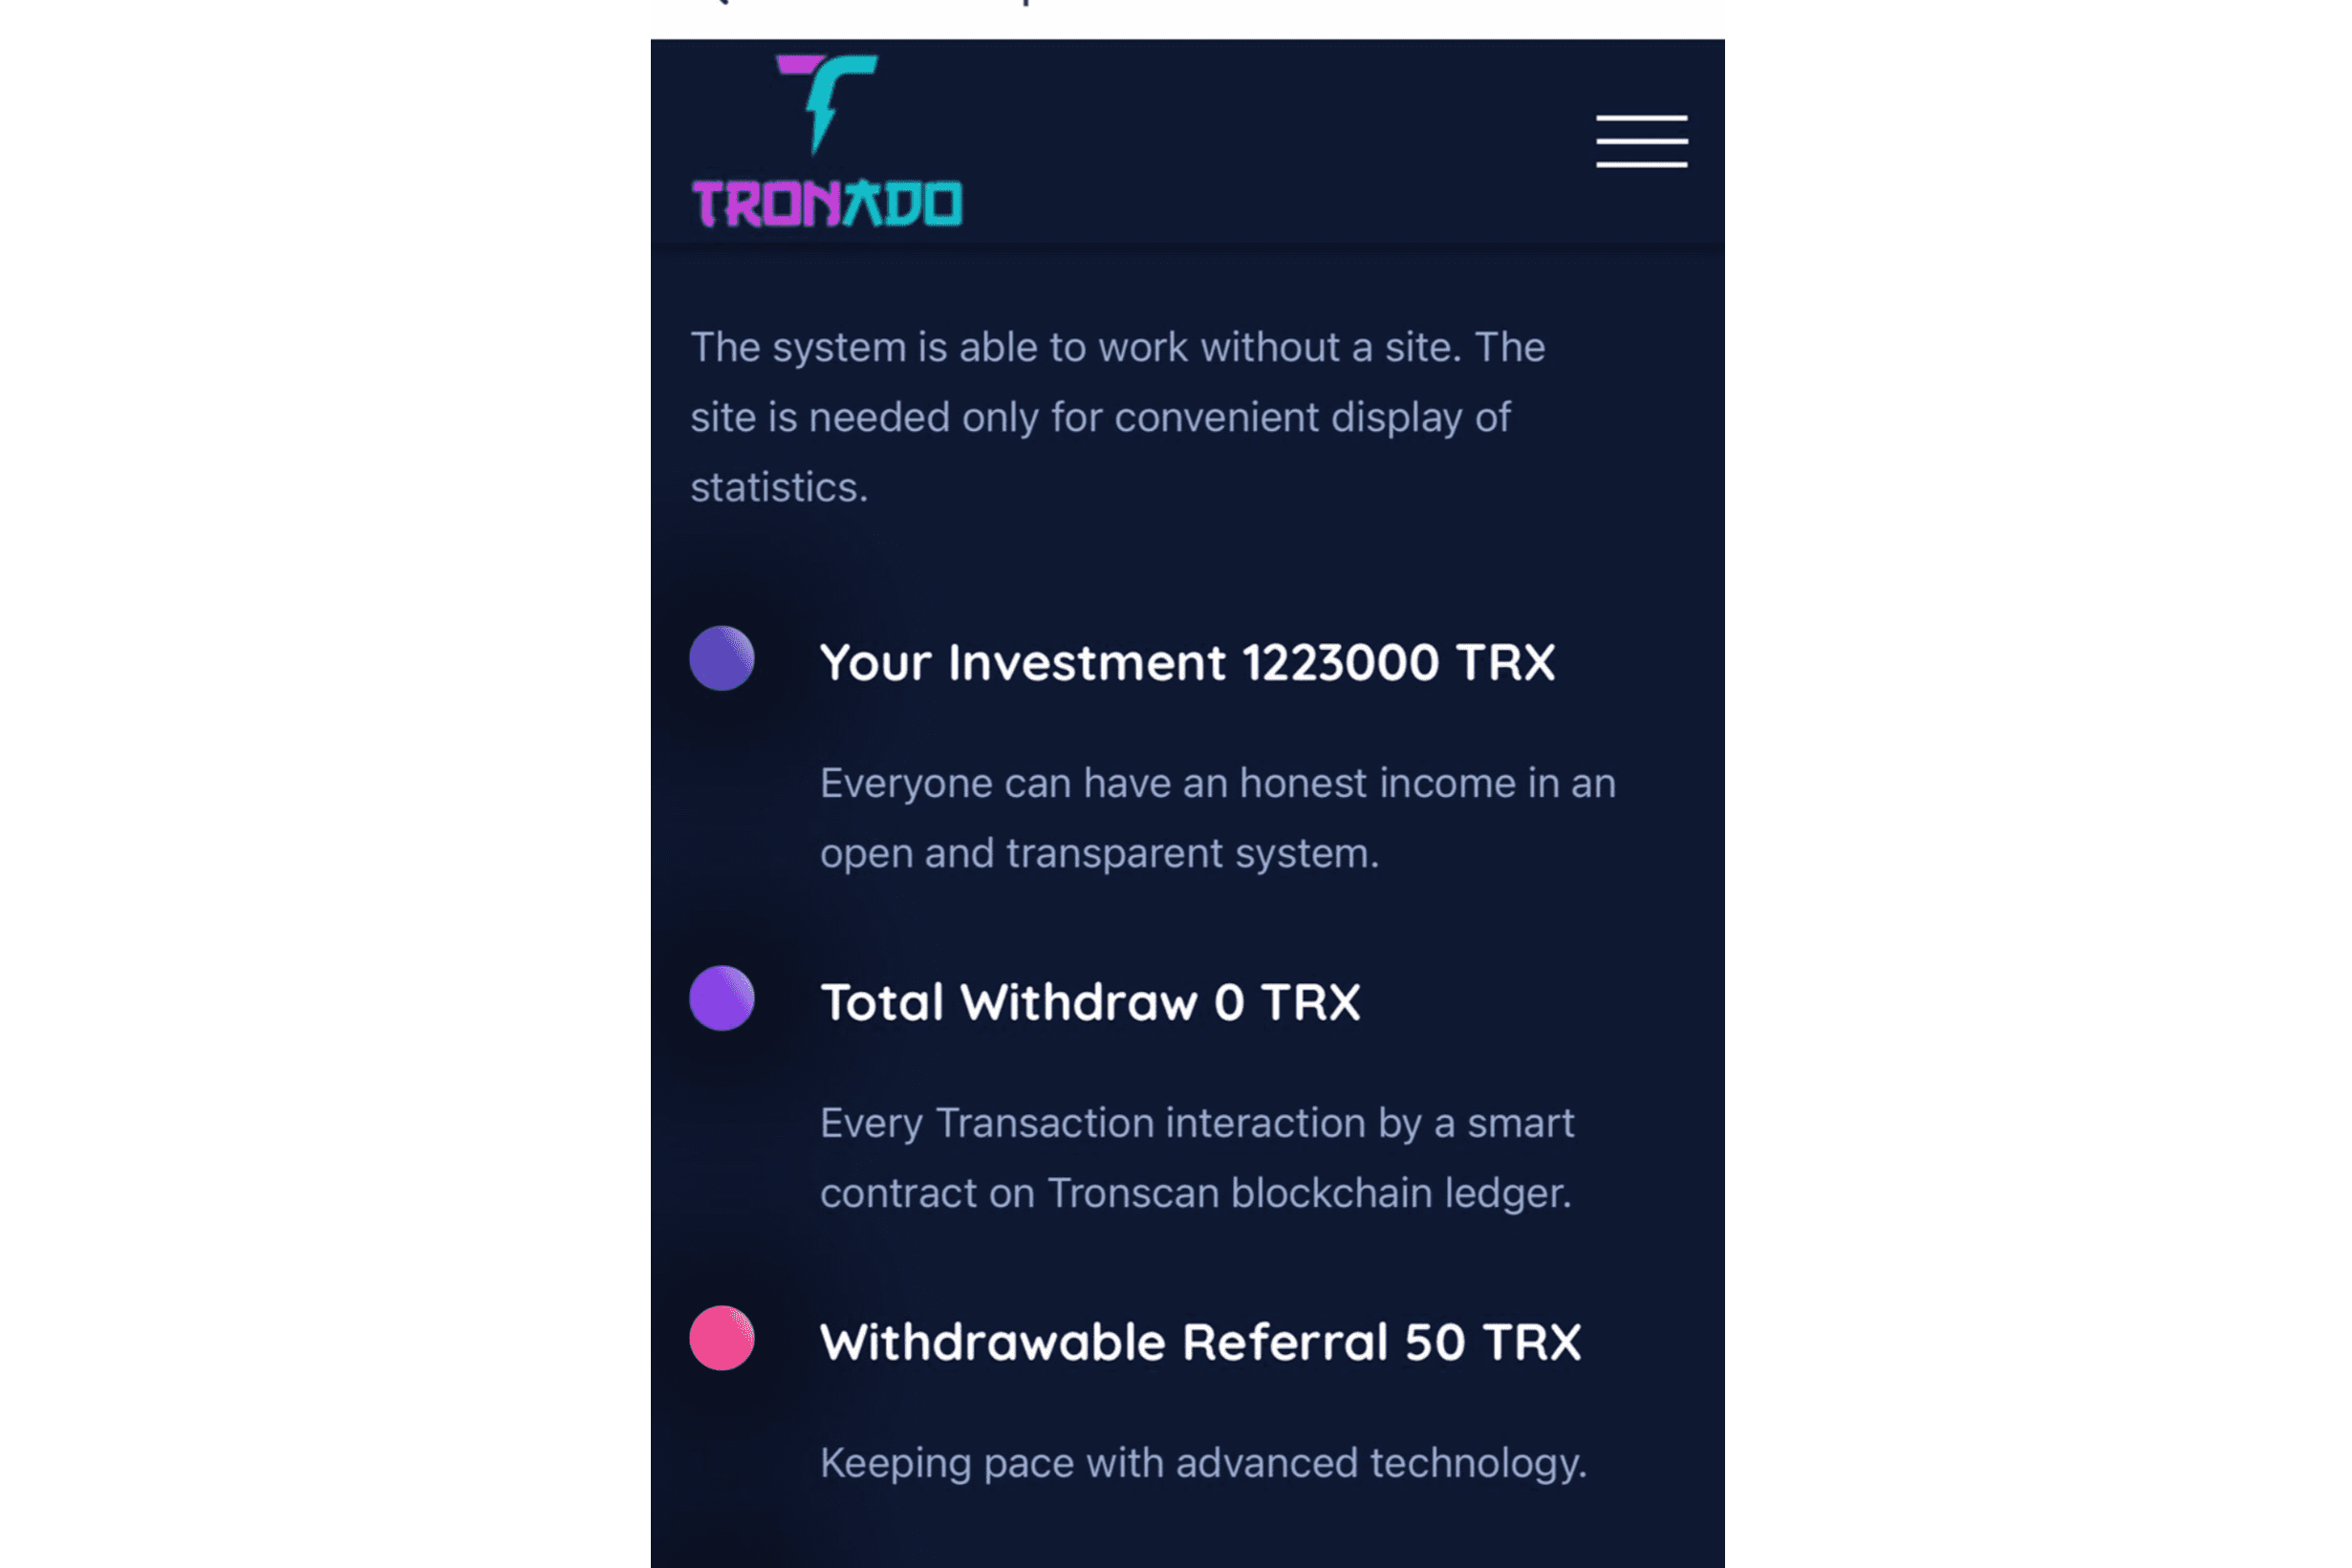 TRONADO
The system is able to work without a site. The
site is needed only for convenient display of
statistics.
Your Investment 1223000 TRX
Everyone can have an honest income in an
open and transparent system.
Total Withdraw 0 TRX
Every Transaction interaction by a smart
contract on Tronscan blockchain ledger.
Withdrawable Referral 50 TRX
Keeping pace with advanced technology.